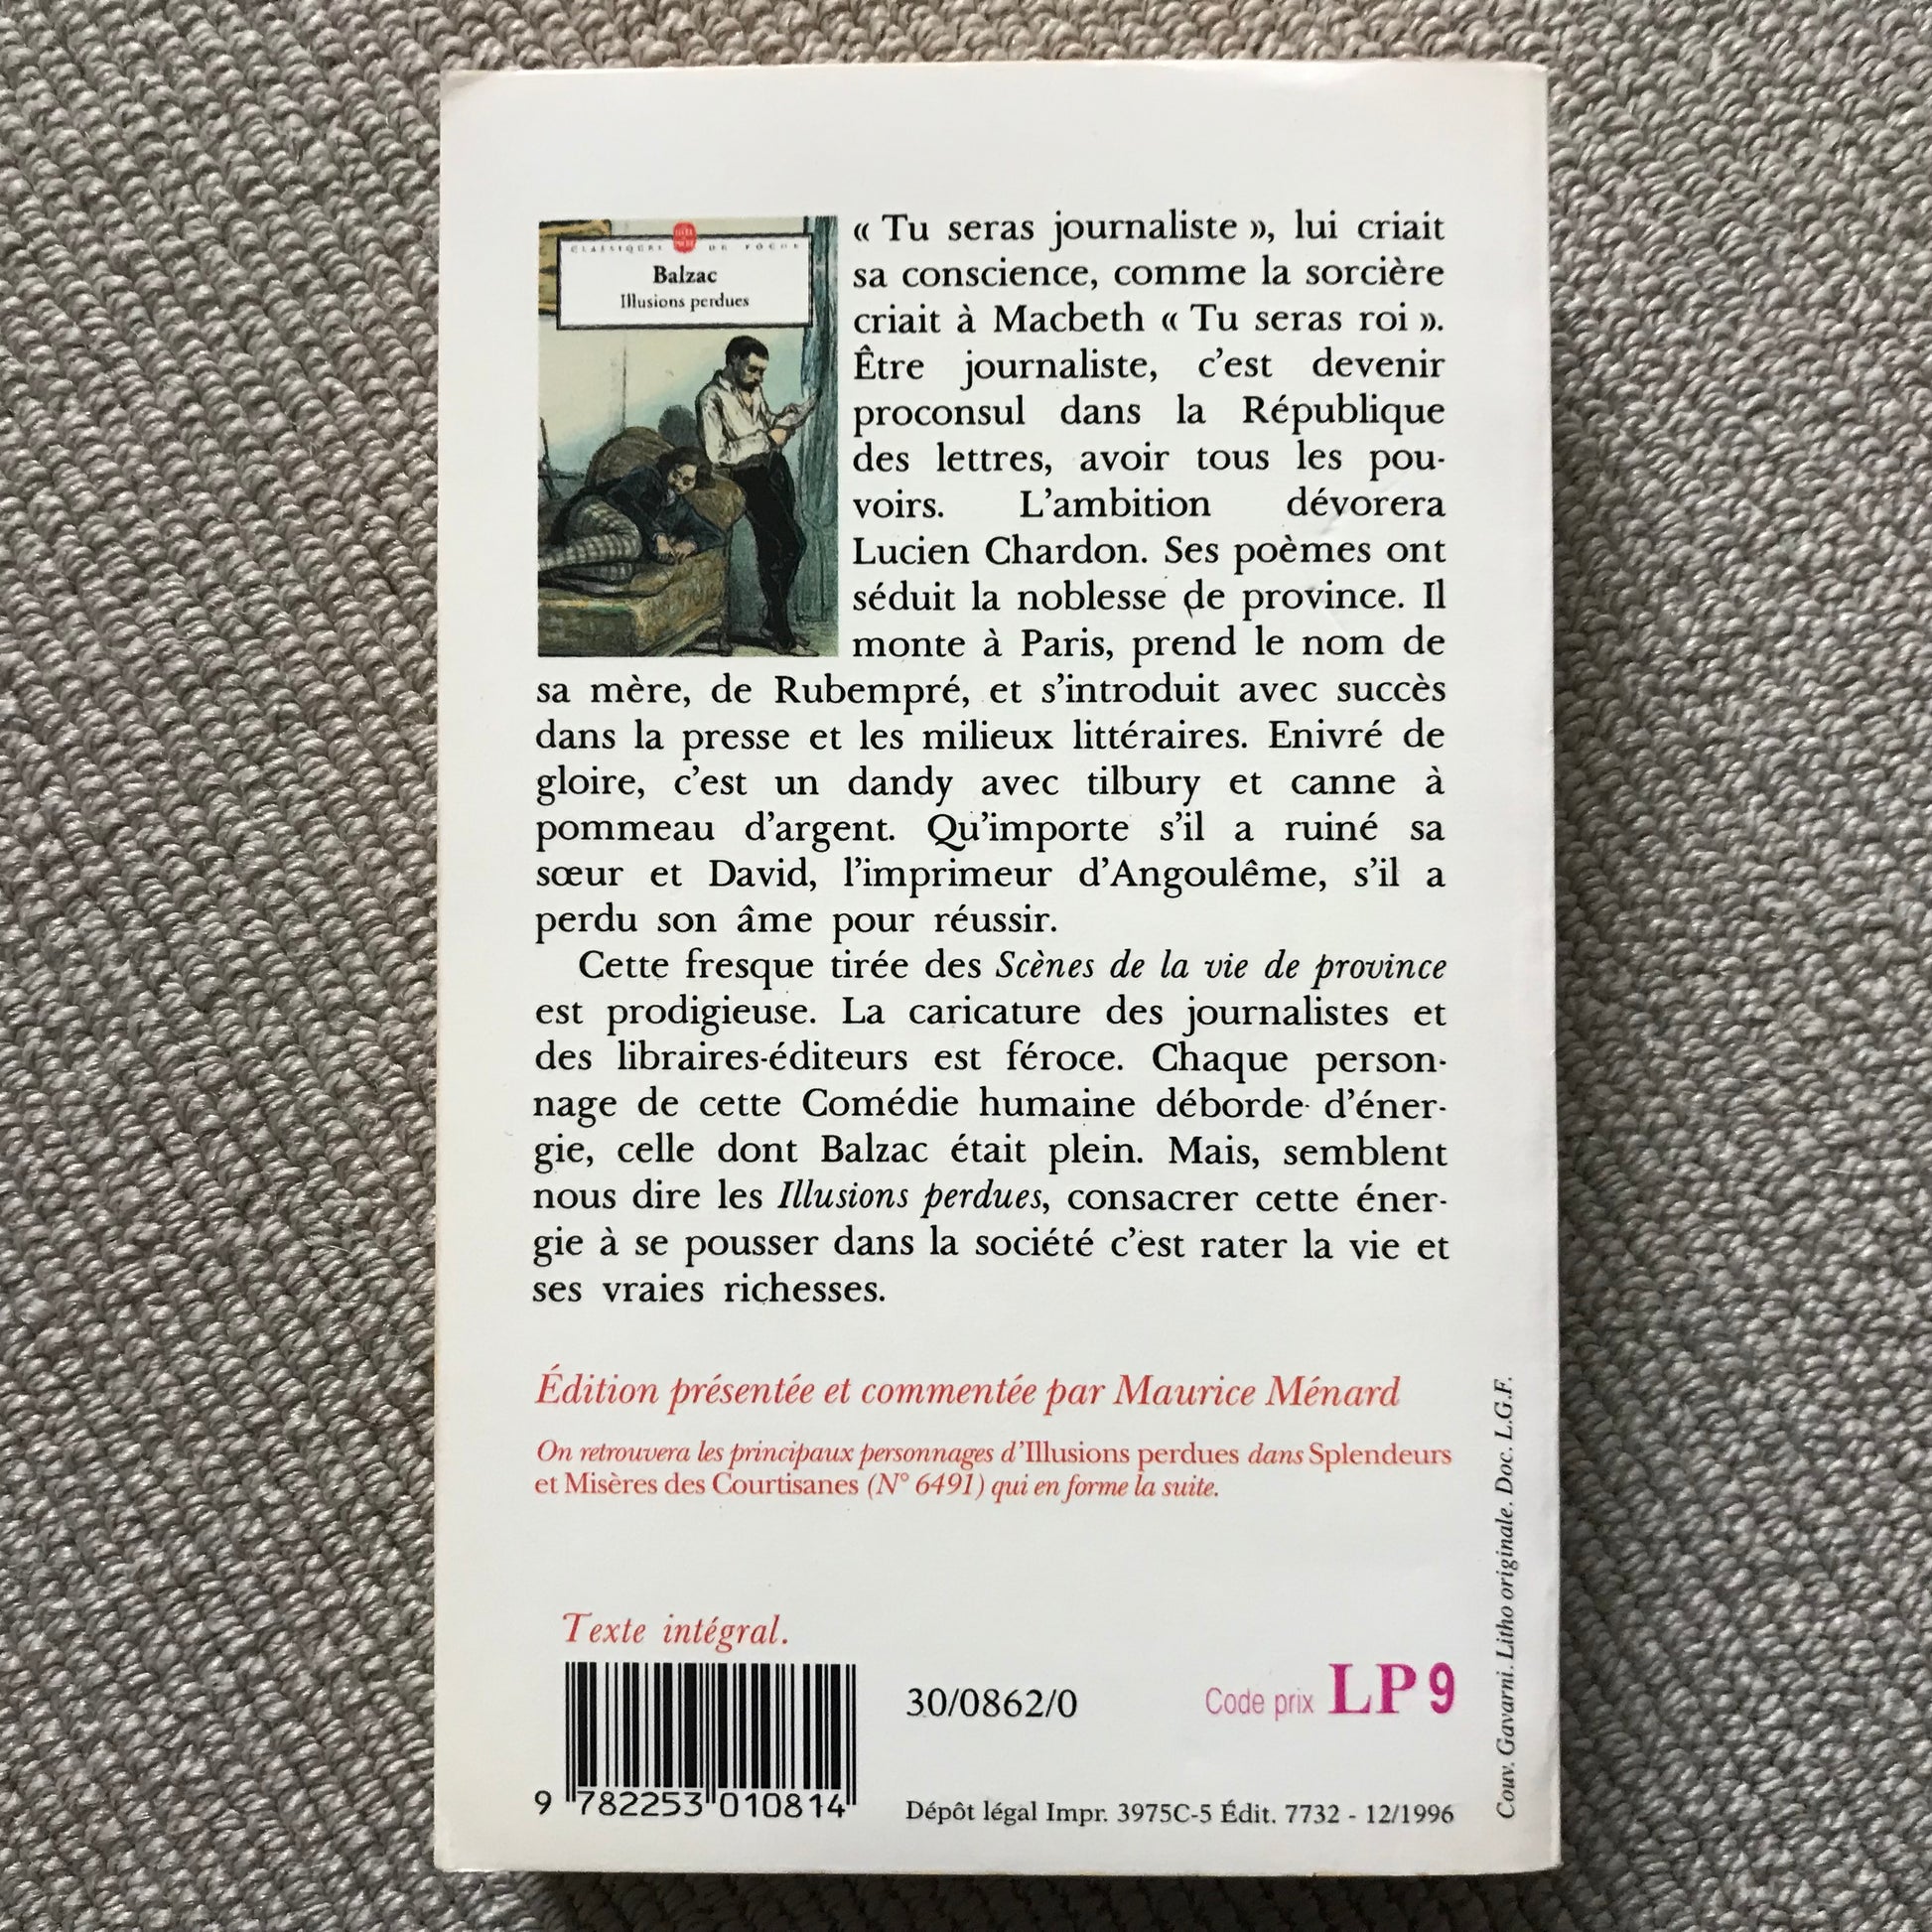 CLASSIQUES DE POCHE
Balzac
Illusions perdues
« Tu seras journaliste », lui criait
sa conscience, comme la sorcière
criait à Macbeth « Tu seras roi ».
Être journaliste, c'est devenir
proconsul dans la République
des lettres, avoir tous les pou-
voirs. L'ambition dévorera
Lucien Chardon. Ses poèmes ont
séduit la noblesse de province. Il
monte à Paris, prend le nom de
sa mère, de Rubempré, et s'introduit avec succès
dans la presse et les milieux littéraires. Enivré de
gloire, c'est un dandy avec tilbury et canne à
pommeau d'argent. Qu'importe s'il a ruiné sa
sœur et David, l'imprimeur d'Angoulême, s'il a
perdu son âme pour réussir.
Cette fresque tirée des Scènes de la vie de province
est prodigieuse. La caricature des journalistes et
des libraires-éditeurs est féroce. Chaque person-
nage de cette Comédie humaine déborde d'éner-
gie, celle dont Balzac était plein. Mais, semblent
nous dire les Illusions perdues, consacrer cette éner-
gie à se pousser dans la société c'est rater la vie et
ses vraies richesses.
Édition présentée et commentée par Maurice Ménard
On retrouvera les principaux personnages d'Illusions perdues dans Splendeurs
et Misères des Courtisanes (N° 6491) qui en forme la suite.
Texte intégral.
30/0862/0
Code prix LP 9
9 782253 010814
Dépôt légal Impr. 3975C-5 Édit. 7732 - 12/1996
Couv. Gavarni. Litho originale. Doc. L.G.F.